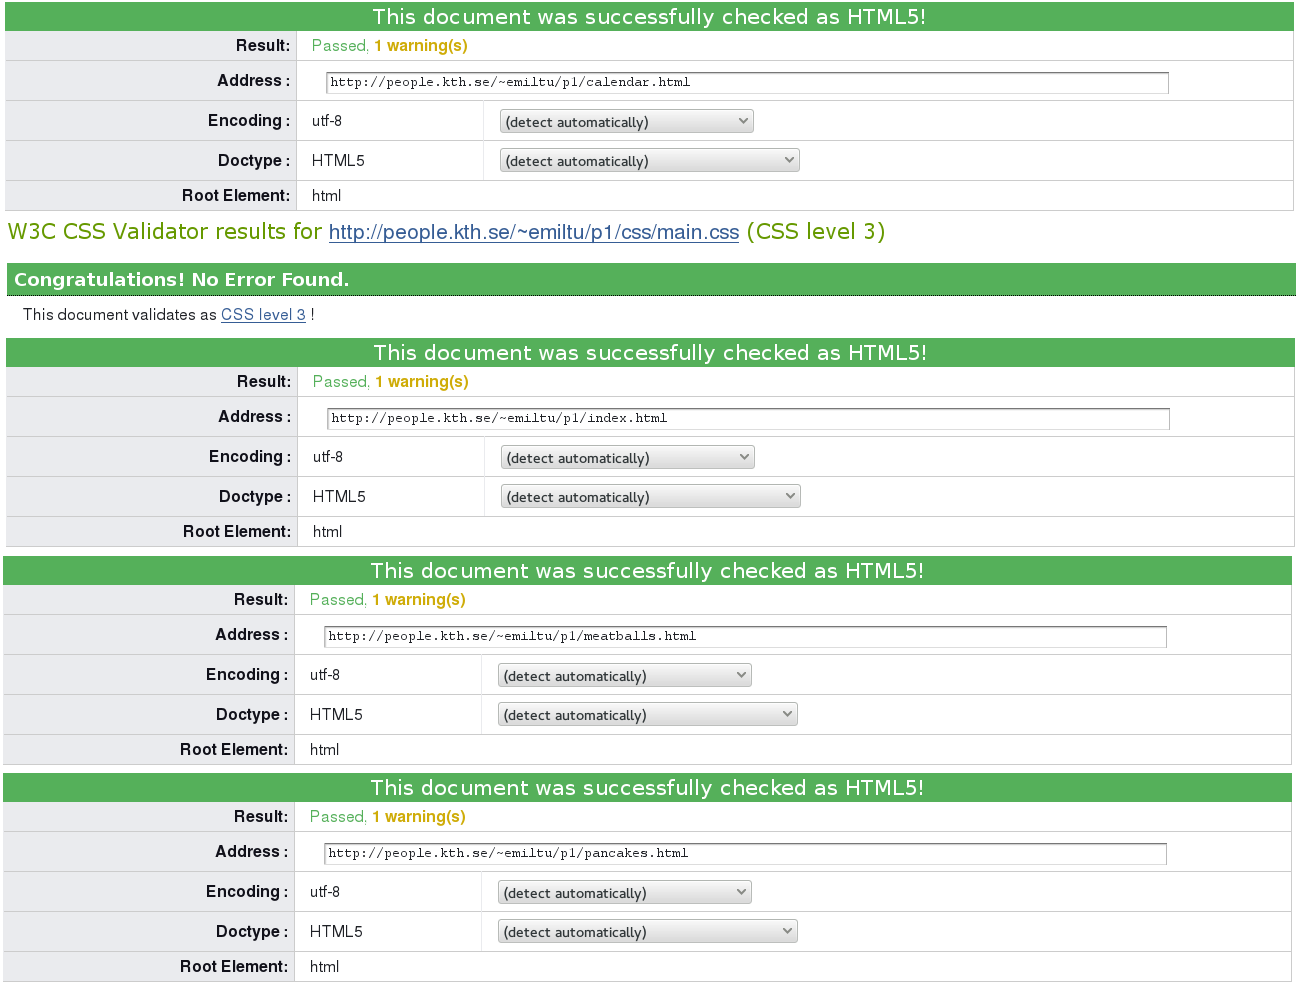 This document was successfully checked as HTML5!
Result: Passed, 1 warning(s)
Address : http://people.kth.se/~emiltu/p1/calendar.html
Encoding : utf-8 (detect automatically)
Doctype : HTML5 (detect automatically)
Root Element: html
W3C CSS Validator results for http://people.kth.se/~emiltu/p1/css/main.css (CSS level 3)
Congratulations! No Error Found.
This document validates as CSS level 3 !
This document was successfully checked as HTML5!
Result: Passed, 1 warning(s)
Address : http://people.kth.se/~emiltu/p1/index.html
Encoding : utf-8 (detect automatically)
Doctype : HTML5 (detect automatically)
Root Element: html
This document was successfully checked as HTML5!
Result: Passed, 1 warning(s)
Address : http://people.kth.se/~emiltu/p1/meatballs.html
Encoding : utf-8 (detect automatically)
Doctype : HTML5 (detect automatically)
Root Element: html
This document was successfully checked as HTML5!
Result: Passed, 1 warning(s)
Address : http://people.kth.se/~emiltu/p1/pancakes.html
Encoding : utf-8 (detect automatically)
Doctype : HTML5 (detect automatically)
Root Element: html